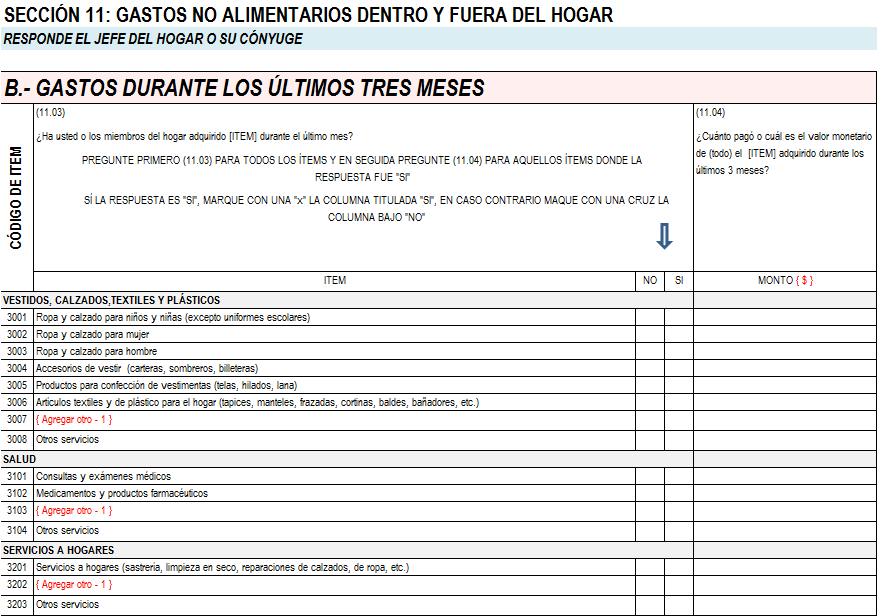 SECCIÓN 11: GASTOS NO ALIMENTARIOS DENTRO Y FUERA DEL HOGAR
RESPONDE EL JEFE DEL HOGAR O SU CÓNYUGE
B.- GASTOS DURANTE LOS ÚLTIMOS TRES MESES
CÓDIGO DE ITEM
(11.03)
¿Ha usted o los miembros del hogar adquirido [ITEM] durante el último mes?
PREGUNTE PRIMERO (11.03) PARA TODOS LOS ÍTEMS Y EN SEGUIDA PREGUNTE (11.04) PARA AQUELLOS ÍTEMS DONDE LA
RESPUESTA FUE "SI"
SÍ LA RESPUESTA ES "SI", MARQUE CON UNA "x" LA COLUMNA TITULADA "SI", EN CASO CONTRARIO MAQUE CON UNA CRUZ LA
COLUMNA BAJO "NO"
(11.04)
¿Cuánto pagó o cuál es el valor monetario
de (todo) el [ITEM] adquirido durante los
últimos 3 meses?
ITEM NO SI MONTO { $ }
VESTIDOS, CALZADOS,TEXTILES Y PLÁSTICOS
3001 Ropa y calzado para niños y niñas (excepto uniformes escolares)
3002 Ropa y calzado para mujer
3003 Ropa y calzado para hombre
3004 Accesorios de vestir (carteras, sombreros, billeteras)
3005 Productos para confección de vestimentas (telas, hilados, lana)
3006 Artículos textiles y de plástico para el hogar (tapices, manteles, frazadas, cortinas, baldes, bañadores, etc.)
3007 { Agregar otro - 1 }
3008 Otros servicios
SALUD
3101 Consultas y exámenes médicos
3102 Medicamentos y productos farmacéuticos
3103 { Agregar otro - 1 }
3104 Otros servicios
SERVICIOS A HOGARES
3201 Servicios a hogares (sastrería, limpieza en seco, reparaciones de calzados, de ropa, etc.)
3202 { Agregar otro - 1 }
3203 Otros servicios